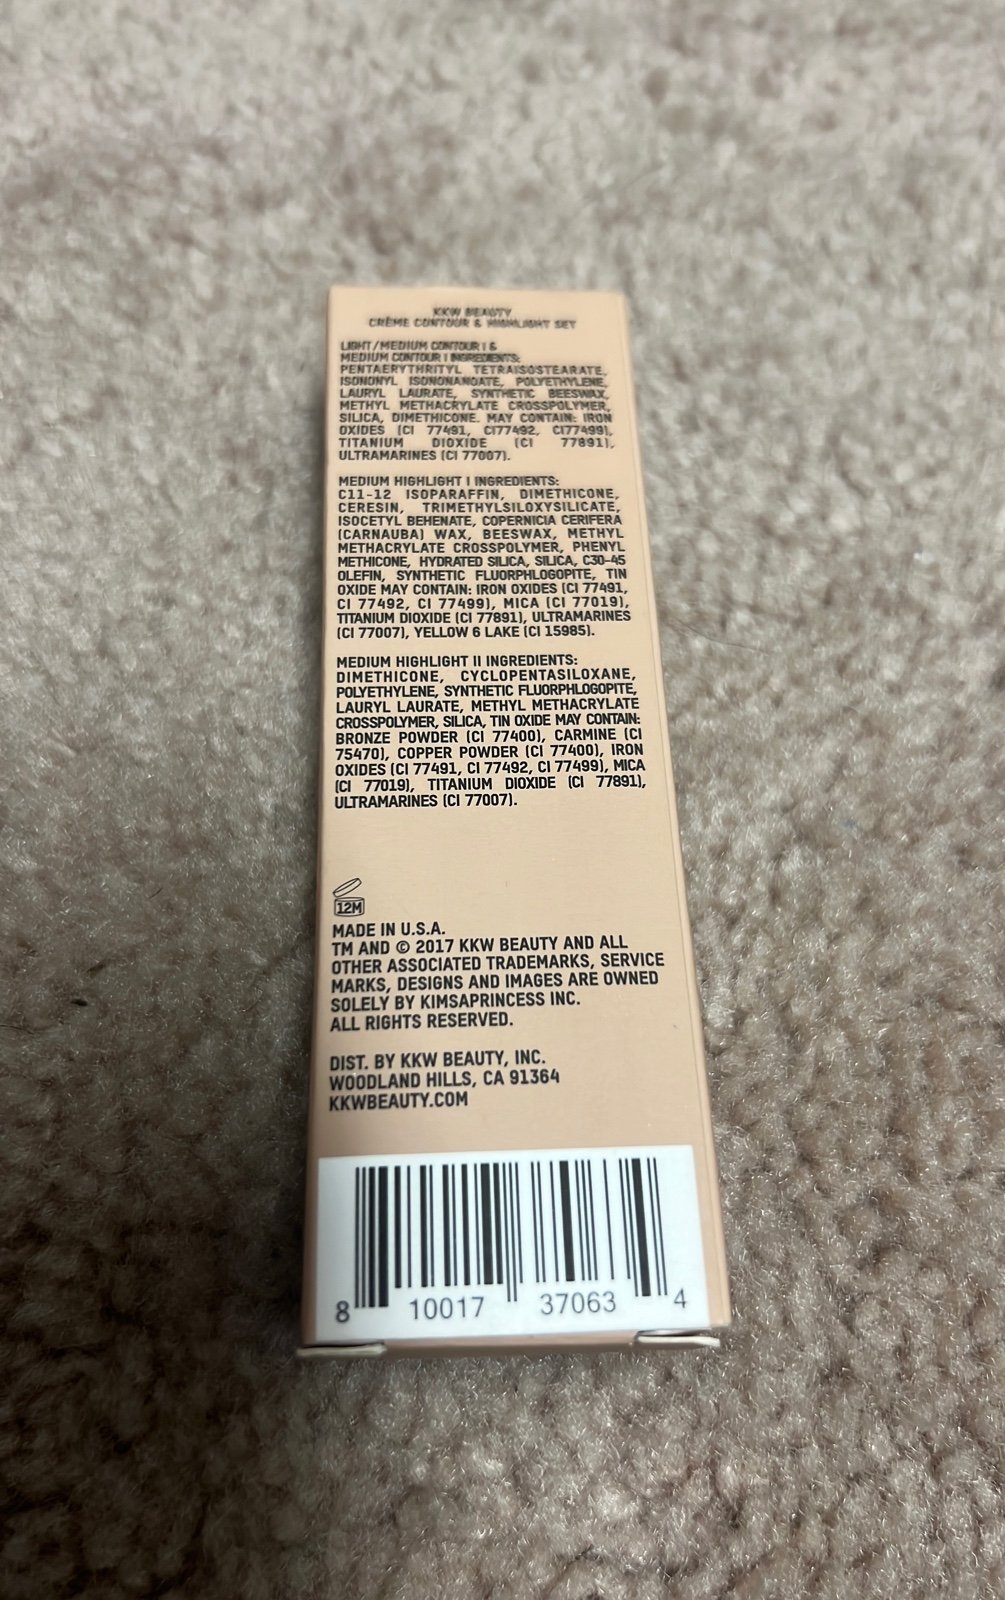 KKW BEAUTY
CRÈME CONTOUR & HIGHLIGHT SET
LIGHT/MEDIUM CONTOUR I &
MEDIUM CONTOUR I INGREDIENTS:
PENTAERYTHRITYL TETRAISOSTEARATE,
ISONONYL ISONONANOATE, POLYETHYLENE,
LAURYL LAURATE, SYNTHETIC BEESWAX,
METHYL METHACRYLATE CROSSPOLYMER,
SILICA, DIMETHICONE. MAY CONTAIN: IRON
OXIDES (CI 77491, CI77492, CI77499),
TITANIUM DIOXIDE (CI 77891),
ULTRAMARINES (CI 77007).
MEDIUM HIGHLIGHT I INGREDIENTS:
C11-12 ISOPARAFFIN, DIMETHICONE,
CERESIN, TRIMETHYLSILOXYSILICATE,
ISOCETYL BEHENATE, COPERNICIA CERIFERA
(CARNAUBA) WAX, BEESWAX, METHYL
METHACRYLATE CROSSPOLYMER, PHENYL
METHICONE, HYDRATED SILICA, SILICA, C30-45
OLEFIN, SYNTHETIC FLUORPHLOGOPITE, TIN
OXIDE MAY CONTAIN: IRON OXIDES (CI 77491,
CI 77492, CI 77499), MICA (CI 77019),
TITANIUM DIOXIDE (CI 77891), ULTRAMARINES
(CI 77007), YELLOW 6 LAKE (CI 15985).
MEDIUM HIGHLIGHT II INGREDIENTS:
DIMETHICONE, CYCLOPENTASILOXANE,
POLYETHYLENE, SYNTHETIC FLUORPHLOGOPITE,
LAURYL LAURATE, METHYL METHACRYLATE
CROSSPOLYMER, SILICA, TIN OXIDE MAY CONTAIN:
BRONZE POWDER (CI 77400), CARMINE (CI
75470), COPPER POWDER (CI 77400), IRON
OXIDES (CI 77491, CI 77492, CI 77499), MICA
(CI 77019), TITANIUM DIOXIDE (CI 77891),
ULTRAMARINES (CI 77007).
12M
MADE IN U.S.A.
TM AND © 2017 KKW BEAUTY AND ALL
OTHER ASSOCIATED TRADEMARKS, SERVICE
MARKS, DESIGNS AND IMAGES ARE OWNED
SOLELY BY KIMSAPRINCESS INC.
ALL RIGHTS RESERVED.
DIST. BY KKW BEAUTY, INC.
WOODLAND HILLS, CA 91364
KKWBEAUTY.COM
8 10017 37063 4